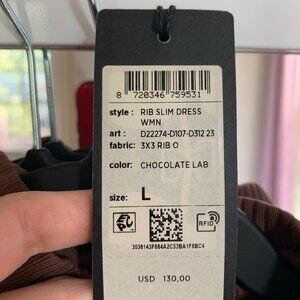 8 720346 759531
style : RIB SLIM DRESS
WMN
art : D22274-D107-D312 23
fabric: 3X3 RIB O
color: CHOCOLATE LAB
size: L
RFID
3036143F684A2C53BA1F8BC4
USD 130,00